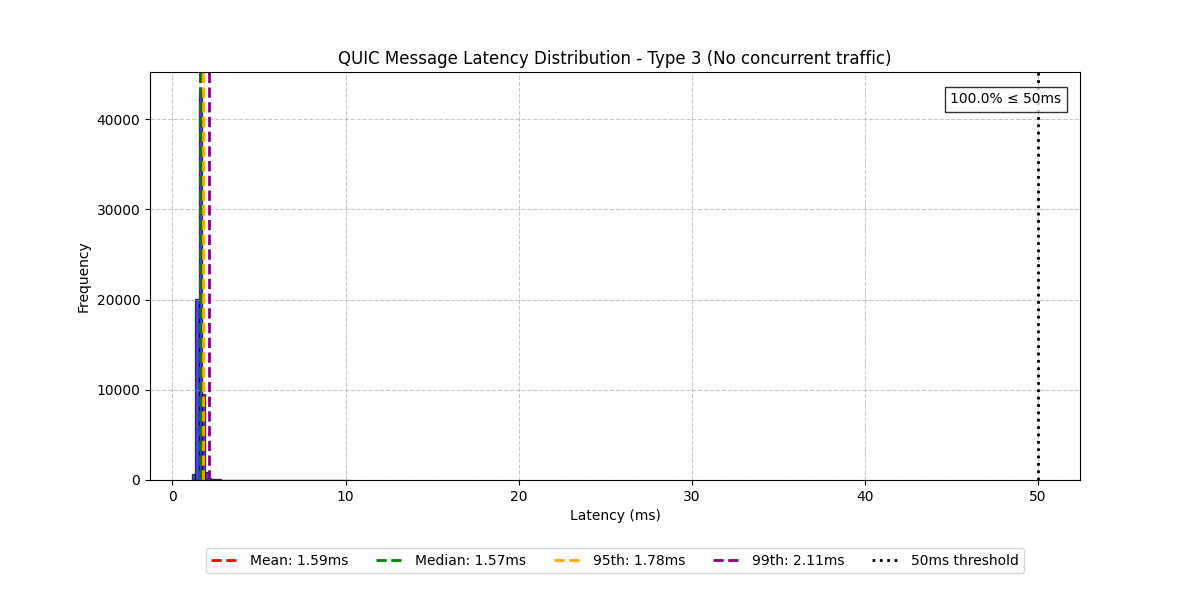 QUIC Message Latency Distribution - Type 3 (No concurrent traffic)
100.0% ≤ 50ms
40000
30000
20000
10000
0
Frequency
0 10 20 30 40 50
Latency (ms)
Mean: 1.59ms Median: 1.57ms 95th: 1.78ms 99th: 2.11ms 50ms threshold